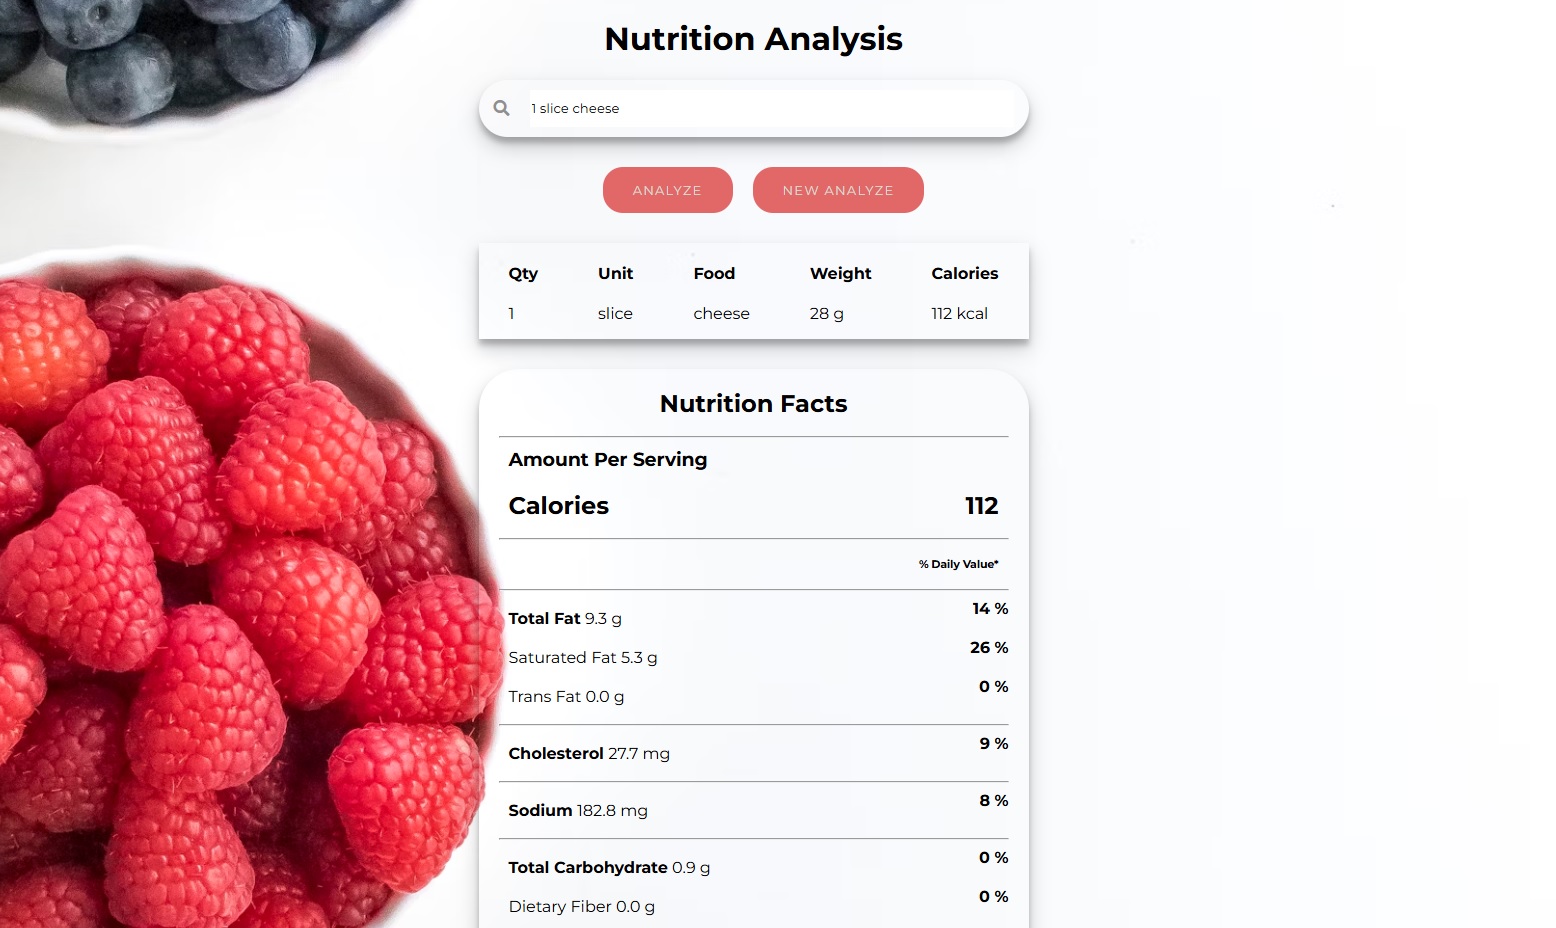 Nutrition Analysis
1 slice cheese
ANALYZE NEW ANALYZE
Qty Unit Food Weight Calories
1 slice cheese 28 g 112 kcal
Nutrition Facts
Amount Per Serving
Calories 112
% Daily Value*
Total Fat 9.3 g 14 %
Saturated Fat 5.3 g 26 %
Trans Fat 0.0 g 0 %
Cholesterol 27.7 mg 9 %
Sodium 182.8 mg 8 %
Total Carbohydrate 0.9 g 0 %
Dietary Fiber 0.0 g 0 %